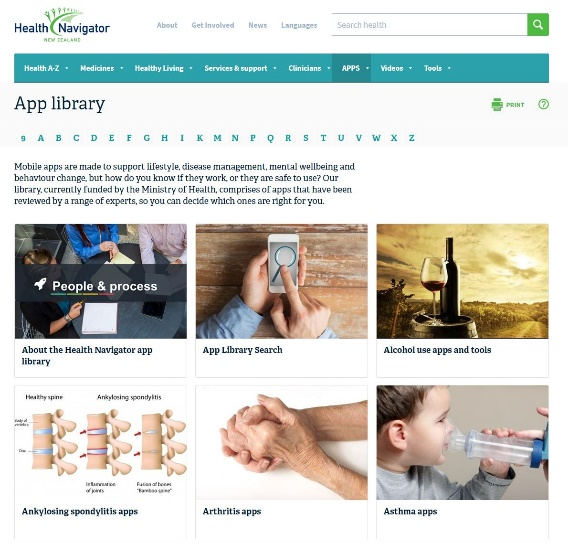 Health Navigator
NEW ZEALAND
About Get Involved News Languages Search health
Health A-Z Medicines Healthy Living Services & support Clinicians APPS Videos Tools
App library
PRINT
9 A B C D E F G H I K M N P Q R S T U V W X Z
Mobile apps are made to support lifestyle, disease management, mental wellbeing and
behaviour change, but how do you know if they work, or they are safe to use? Our
library, currently funded by the Ministry of Health, comprises of apps that have been
reviewed by a range of experts, so you can decide which ones are right for you.
People & process
About the Health Navigator app
library
App Library Search
Alcohol use apps and tools
Healthy spine Ankylosing spondylitis
Body of
vertebra
Disc
Inflammation
of joints
Fusion of bones
"Bamboo spine"
Ankylosing spondylitis apps
Arthritis apps
Asthma apps